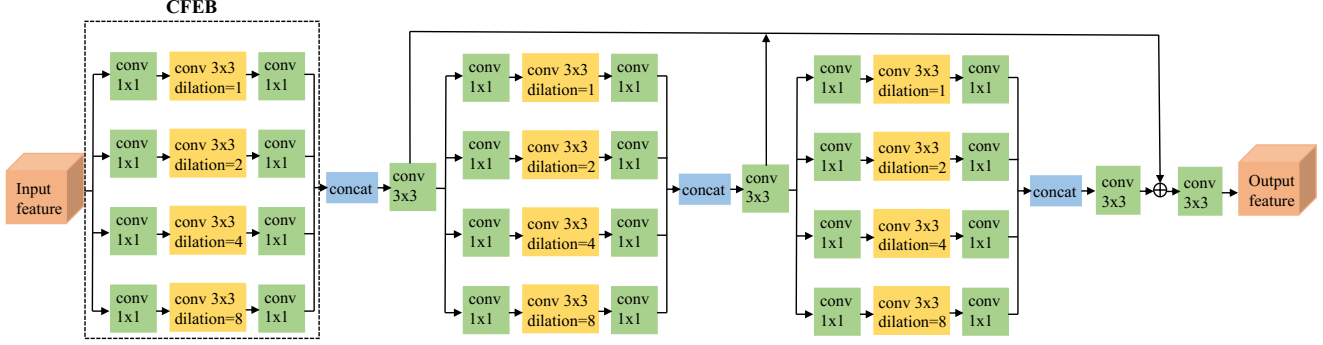 CFEB
Input
feature
conv
1x1
conv 3x3
dilation=1
conv
1x1
conv
1x1
conv 3x3
dilation=2
conv
1x1
conv
1x1
conv 3x3
dilation=4
conv
1x1
conv
1x1
conv 3x3
dilation=8
conv
1x1
concat
conv
3x3
conv
1x1
conv 3x3
dilation=1
conv
1x1
conv
1x1
conv 3x3
dilation=2
conv
1x1
conv
1x1
conv 3x3
dilation=4
conv
1x1
conv
1x1
conv 3x3
dilation=8
conv
1x1
concat
conv
3x3
conv
1x1
conv 3x3
dilation=1
conv
1x1
conv
1x1
conv 3x3
dilation=2
conv
1x1
conv
1x1
conv 3x3
dilation=4
conv
1x1
conv
1x1
conv 3x3
dilation=8
conv
1x1
concat
conv
3x3
conv
3x3
Output
feature